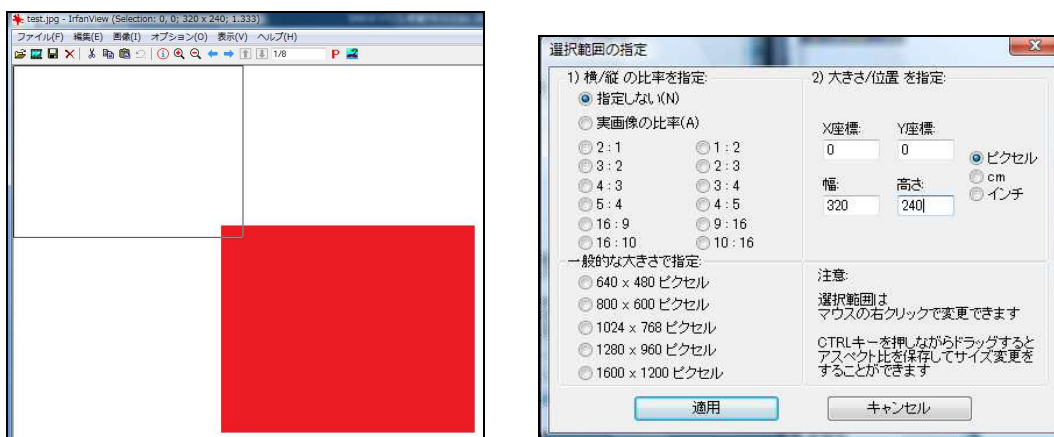 test.jpg - IrfanView (Selection: 0, 0; 320 x 240; 1.333)
ファイル(F) 編集(E) 画像(I) オプション(O) 表示(V) ヘルプ(H)
1/8 P
選択範囲の指定
1) 横/縦 の比率を指定:
指定しない(N)
実画像の比率(A)
2 : 1 1 : 2
3 : 2 2 : 3
4 : 3 3 : 4
5 : 4 4 : 5
16 : 9 9 : 16
16 : 10 10 : 16
一般的な大きさで指定:
640 x 480 ピクセル
800 x 600 ピクセル
1024 x 768 ピクセル
1280 x 960 ピクセル
1600 x 1200 ピクセル
2) 大きさ/位置 を指定:
X座標: Y座標:
0 0
幅: 高さ:
320 240
ピクセル
cm
インチ
注意:
選択範囲は
マウスの右クリックで変更できます
CTRLキーを押しながらドラッグすると
アスペクト比を保存してサイズ変更を
することができます
適用 キャンセル